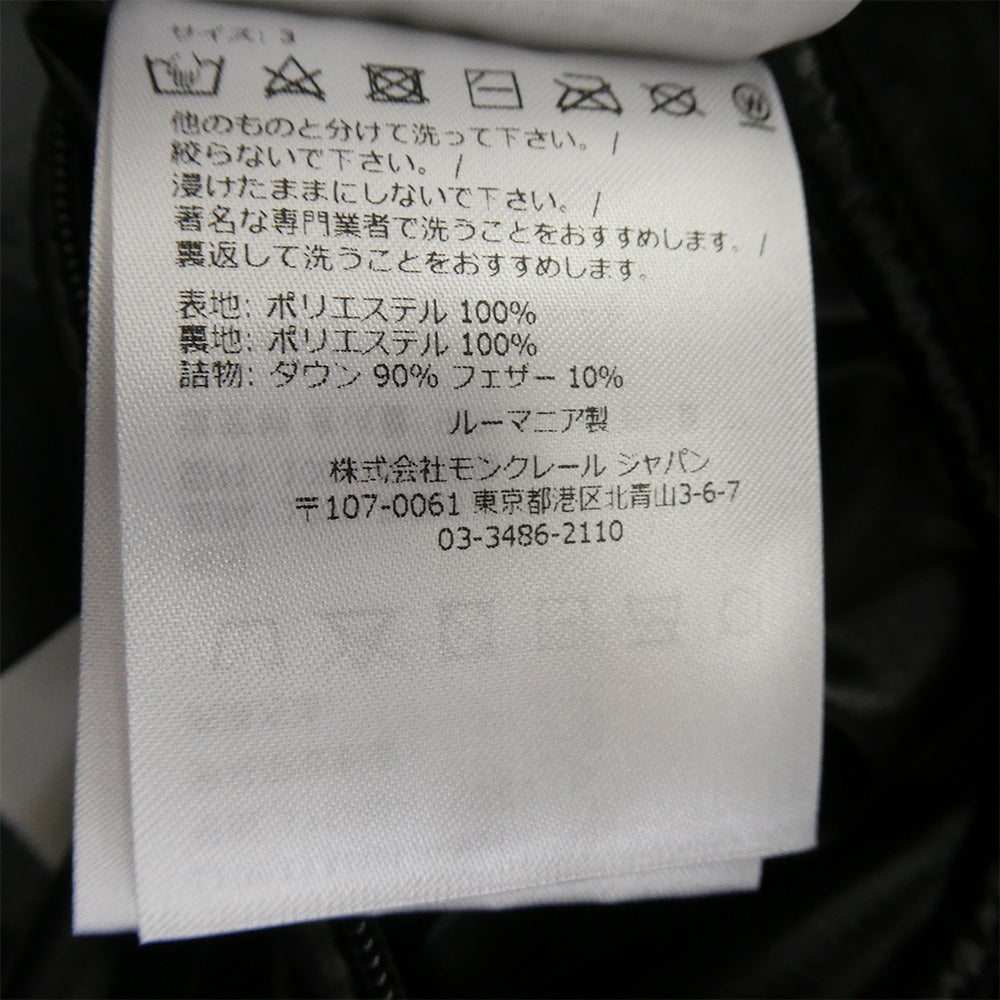 サイズ: 3
他のものと分けて洗って下さい。/
絞らないで下さい。/
浸けたままにしないで下さい。/
著名な専門業者で洗うことをおすすめします。/
裏返して洗うことをおすすめします。
表地: ポリエステル 100%
裏地: ポリエステル 100%
詰物: ダウン 90% フェザー 10%
ルーマニア製
株式会社モンクレール ジャパン
〒107-0061 東京都港区北青山3-6-7
03-3486-2110